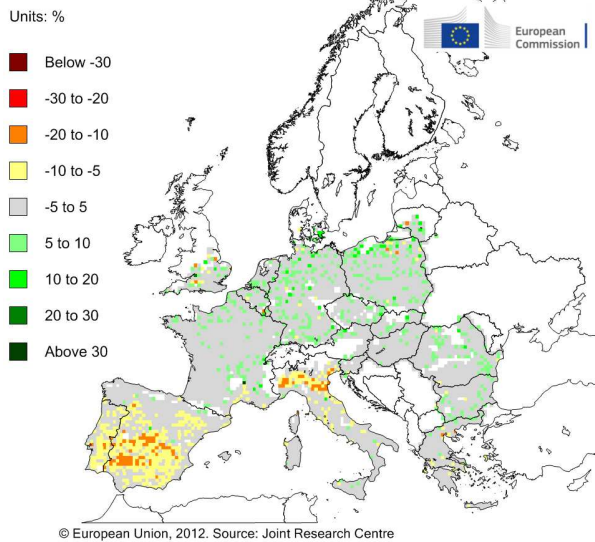 Units: %
European
Commission
Below -30
-30 to -20
-20 to -10
-10 to -5
-5 to 5
5 to 10
10 to 20
20 to 30
Above 30
© European Union, 2012. Source: Joint Research Centre